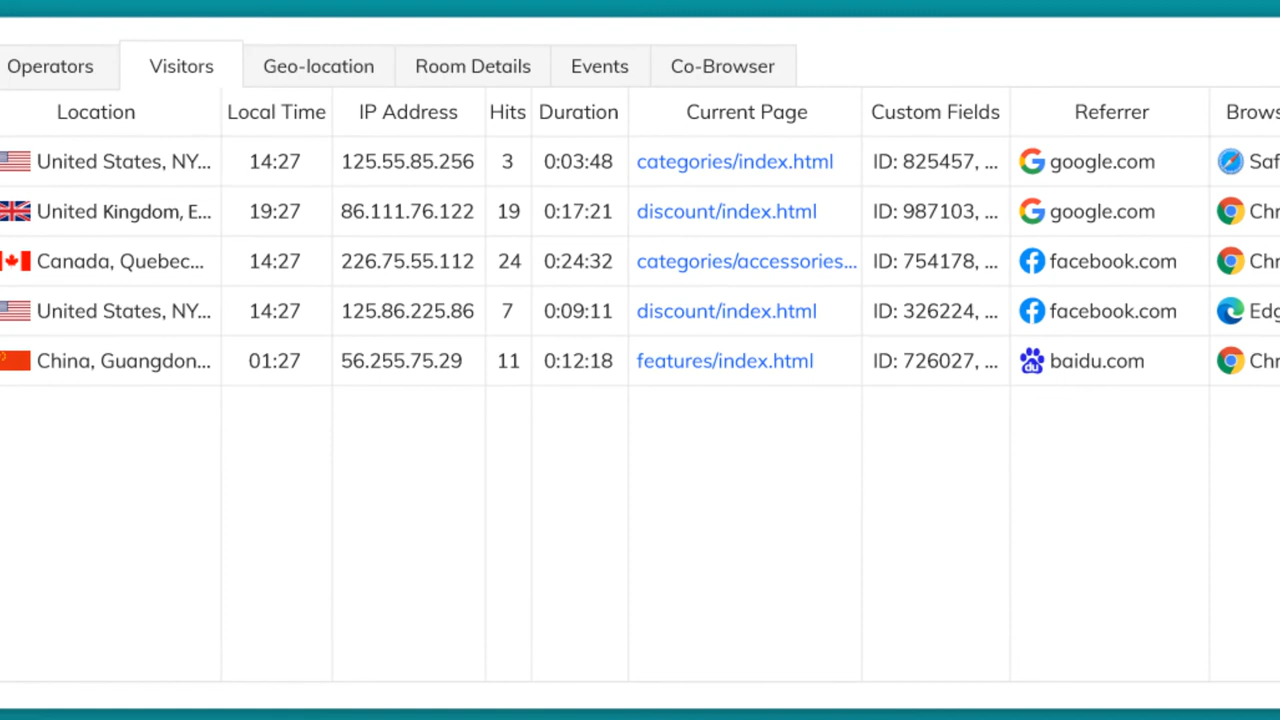 Operators Visitors Geo-location Room Details Events Co-Browser
Location Local Time IP Address Hits Duration Current Page Custom Fields Referrer Brows
United States, NY... 14:27 125.55.85.256 3 0:03:48 categories/index.html ID: 825457, ... google.com Saf
United Kingdom, E... 19:27 86.111.76.122 19 0:17:21 discount/index.html ID: 987103, ... google.com Chr
Canada, Quebec... 14:27 226.75.55.112 24 0:24:32 categories/accessories... ID: 754178, ... facebook.com Chr
United States, NY... 14:27 125.86.225.86 7 0:09:11 discount/index.html ID: 326224, ... facebook.com Edg
China, Guangdon... 01:27 56.255.75.29 11 0:12:18 features/index.html ID: 726027, ... du baidu.com Chr